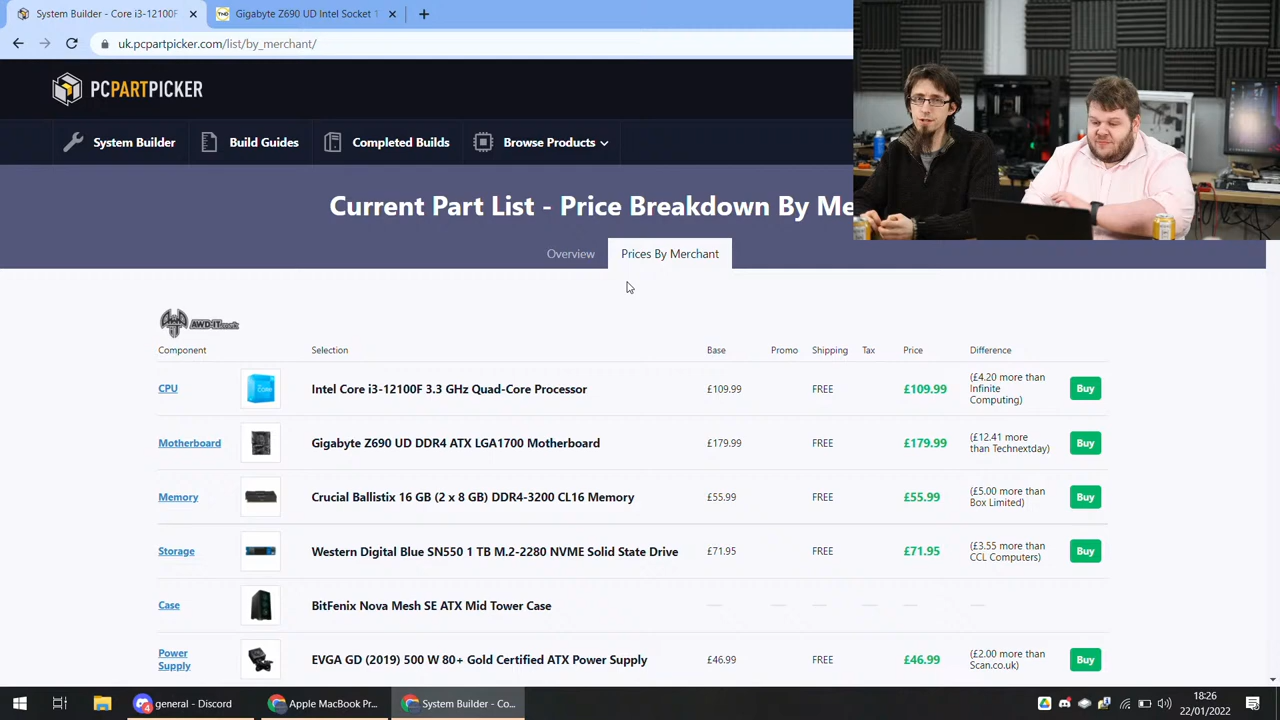 System Builder - Core i3-12100F
Gigabyte Z690 UD Intel Socket
uk.pcpartpicker.com/list/by_merchant/
PCPARTPICKER
System Builder
Build Guides
Completed Builds
Browse Products
Current Part List - Price Breakdown By Me
Overview
Prices By Merchant
AWD-IT
Component Selection Base Promo Shipping Tax Price Difference
CPU Intel Core i3-12100F 3.3 GHz Quad-Core Processor £109.99 FREE £109.99 (£4.20 more than
Infinite
Computing) Buy
Motherboard Gigabyte Z690 UD DDR4 ATX LGA1700 Motherboard £179.99 FREE £179.99 (£12.41 more
than Technextday) Buy
Memory Crucial Ballistix 16 GB (2 x 8 GB) DDR4-3200 CL16 Memory £55.99 FREE £55.99 (£5.00 more than
Box Limited) Buy
Storage Western Digital Blue SN550 1 TB M.2-2280 NVME Solid State Drive £71.95 FREE £71.95 (£3.55 more than
CCL Computers) Buy
Case BitFenix Nova Mesh SE ATX Mid Tower Case
Power
Supply EVGA GD (2019) 500 W 80+ Gold Certified ATX Power Supply £46.99 FREE £46.99 (£2.00 more than
Scan.co.uk) Buy
general - Discord
Apple MacBook P...
System Builder - Co...
18:26
22/01/2022